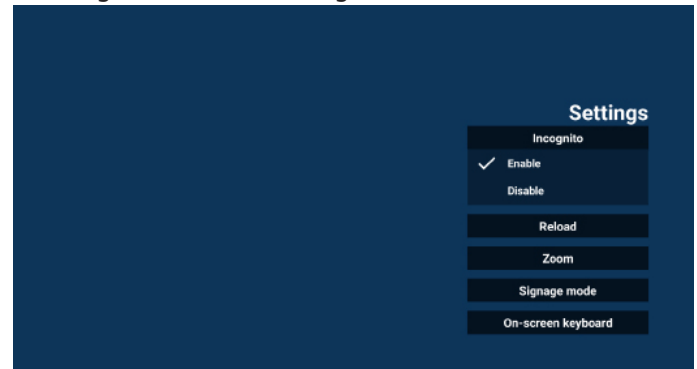 Settings
Incognito
Enable
Disable
Reload
Zoom
Signage mode
On-screen keyboard